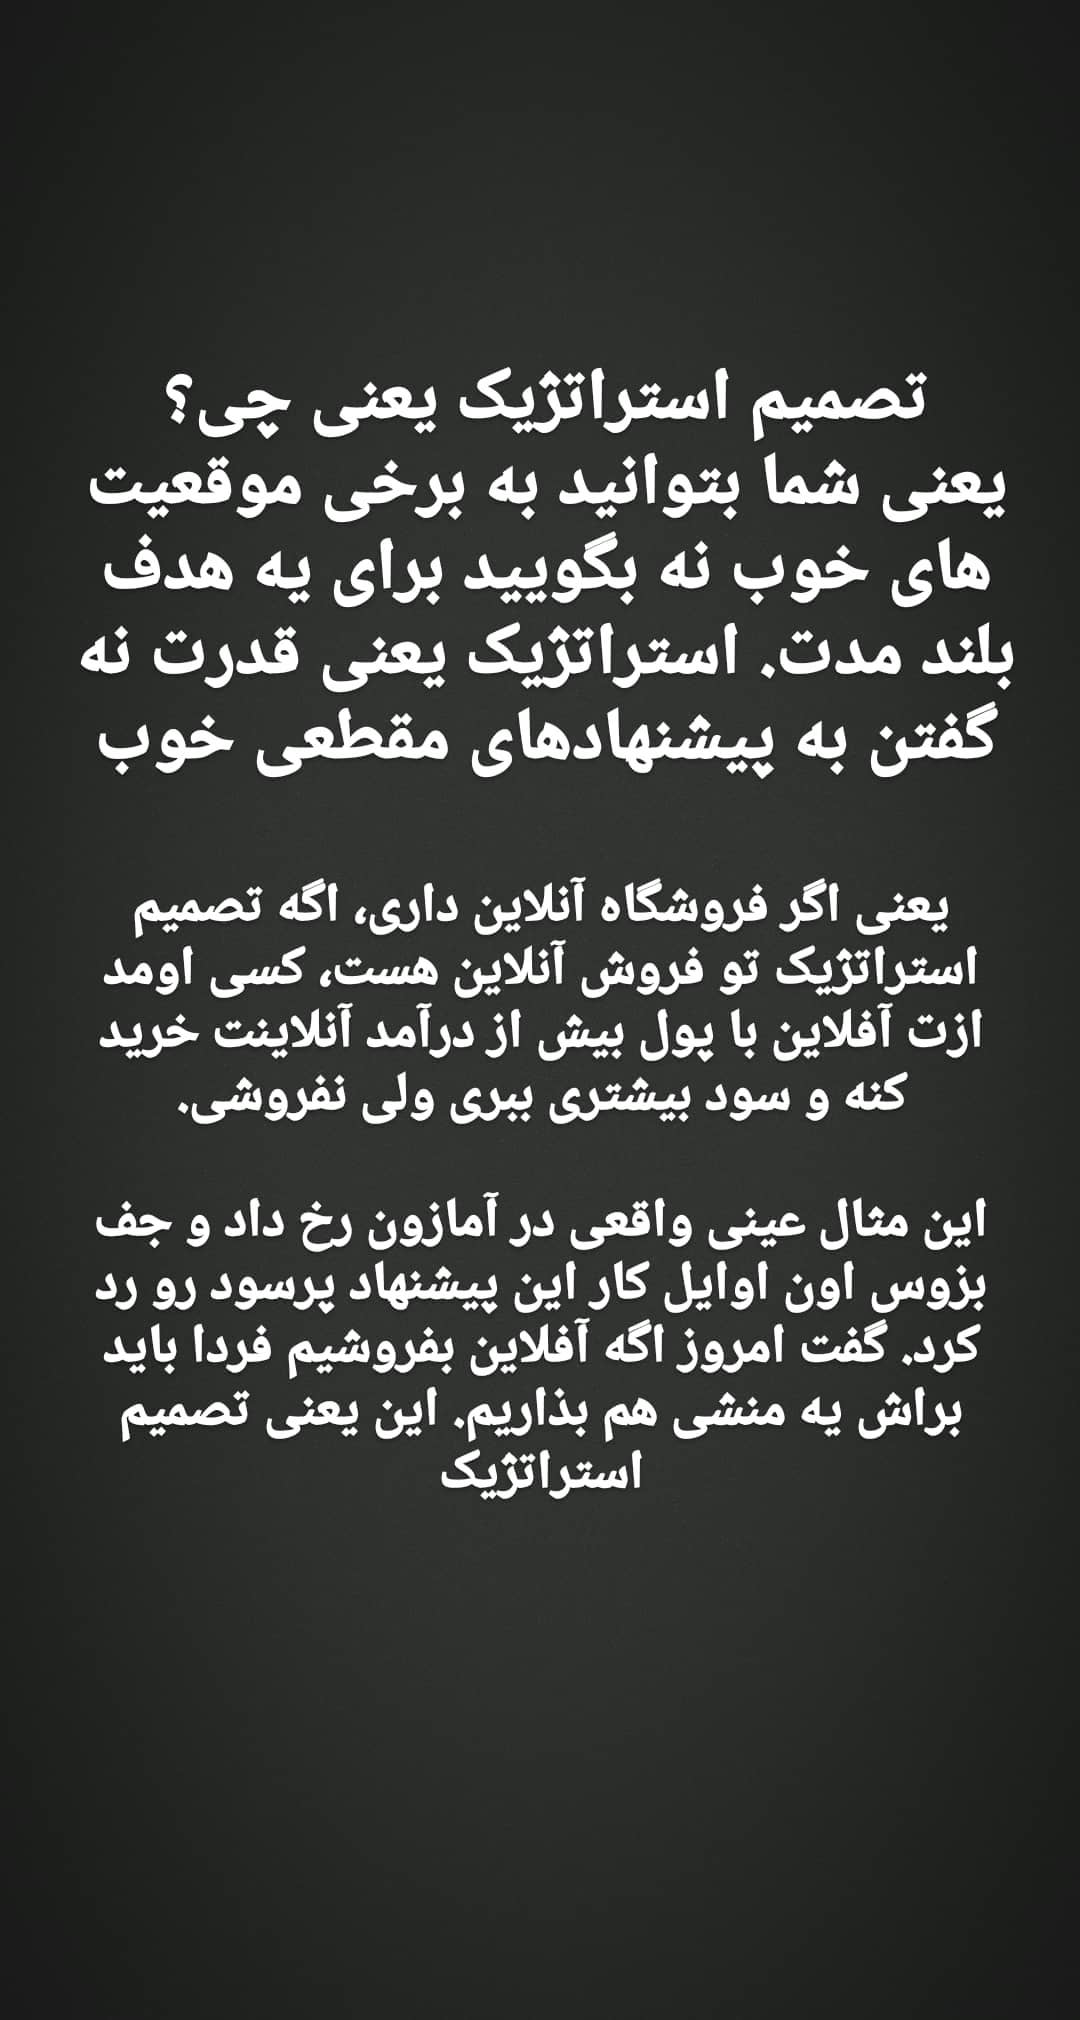 تصمیم استراتژیک یعنی چی؟
یعنی شما بتوانید به برخی موقعیت
های خوب نه بگویید برای یه هدف
بلند مدت. استراتژیک یعنی قدرت نه
گفتن به پیشنهادهای مقطعی خوب
یعنی اگر فروشگاه آنلاین داری، اگه تصمیم
استراتژیک تو فروش آنلاین هست، کسی اومد
ازت آفلاین با پول بیش از درآمد آنلاینت خرید
کنه و سود بیشتری ببری ولی نفروشی.
این مثال عینی واقعی در آمازون رخ داد و جف
بزوس اون اوایل کار این پیشنهاد پرسود رو رد
کرد. گفت امروز اگه آفلاین بفروشیم فردا باید
براش یه منشی هم بذاریم. این یعنی تصمیم
استراتژیک